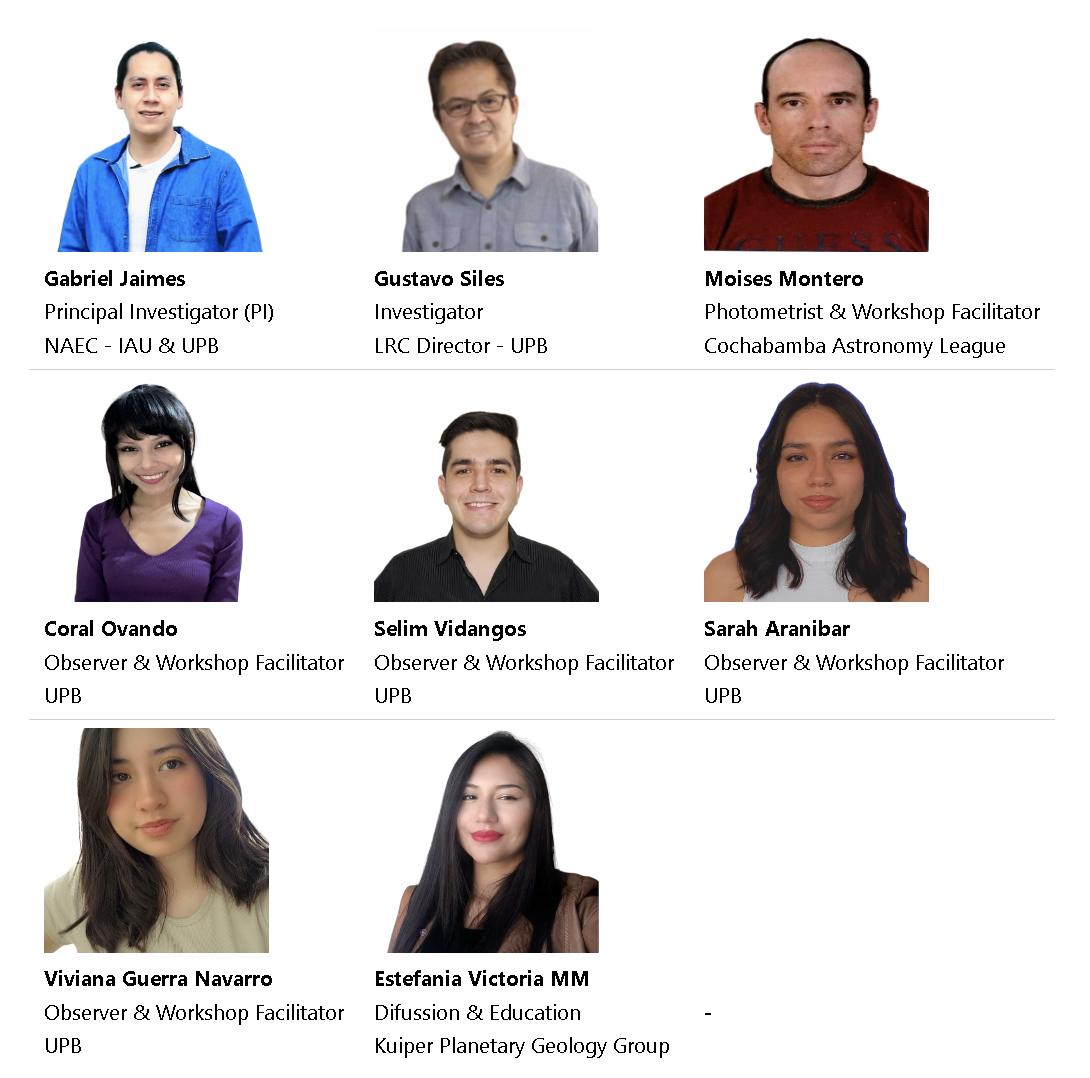 GUESS
Gabriel Jaimes
Principal Investigator (PI)
NAEC - IAU & UPB
Gustavo Siles
Investigator
LRC Director - UPB
Moises Montero
Photometrist & Workshop Facilitator
Cochabamba Astronomy League
Coral Ovando
Observer & Workshop Facilitator
UPB
Selim Vidangos
Observer & Workshop Facilitator
UPB
Sarah Aranibar
Observer & Workshop Facilitator
UPB
Viviana Guerra Navarro
Observer & Workshop Facilitator
UPB
Estefania Victoria MM
Difussion & Education
Kuiper Planetary Geology Group
-